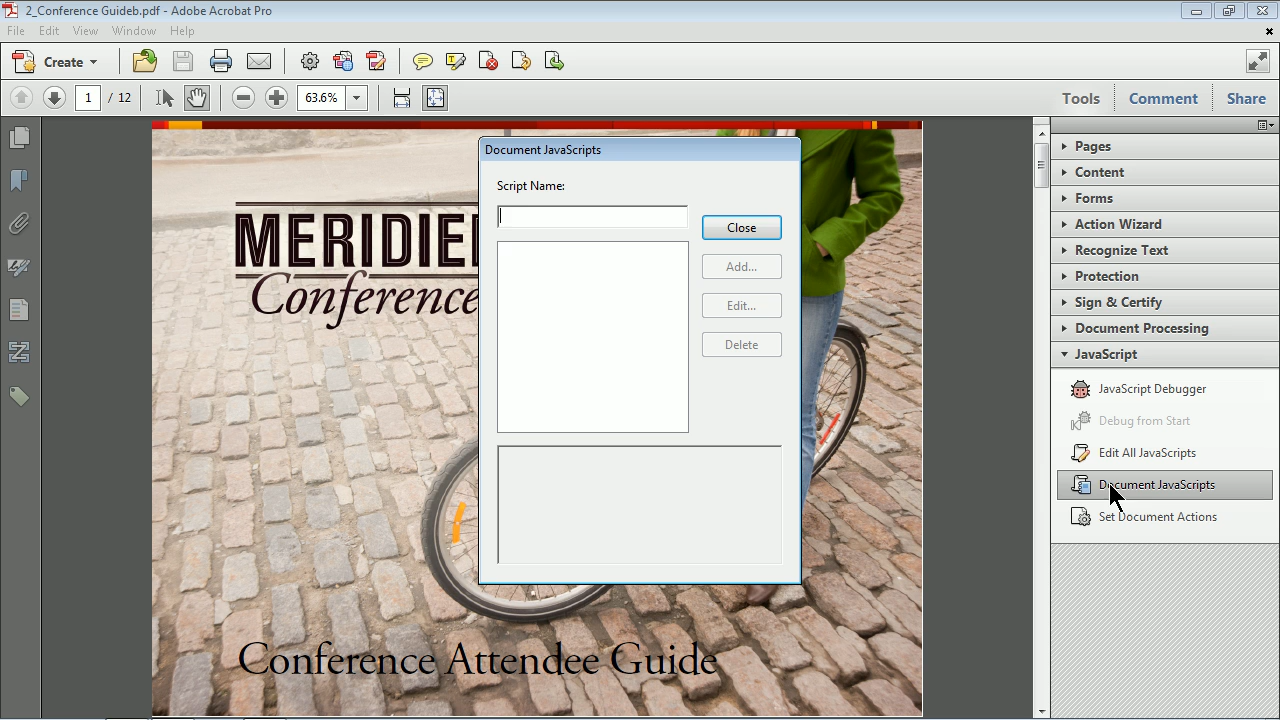 2_Conference Guideb.pdf - Adobe Acrobat Pro
File Edit View Window Help
Create
1 / 12 63.6% Tools Comment Share
Pages
Content
Forms
Action Wizard
Recognize Text
Protection
Sign & Certify
Document Processing
JavaScript
JavaScript Debugger
Debug from Start
Edit All JavaScripts
Document JavaScripts
Set Document Actions
Document JavaScripts
Script Name:
Close
Add...
Edit...
Delete
Conference
Conference Attendee Guide